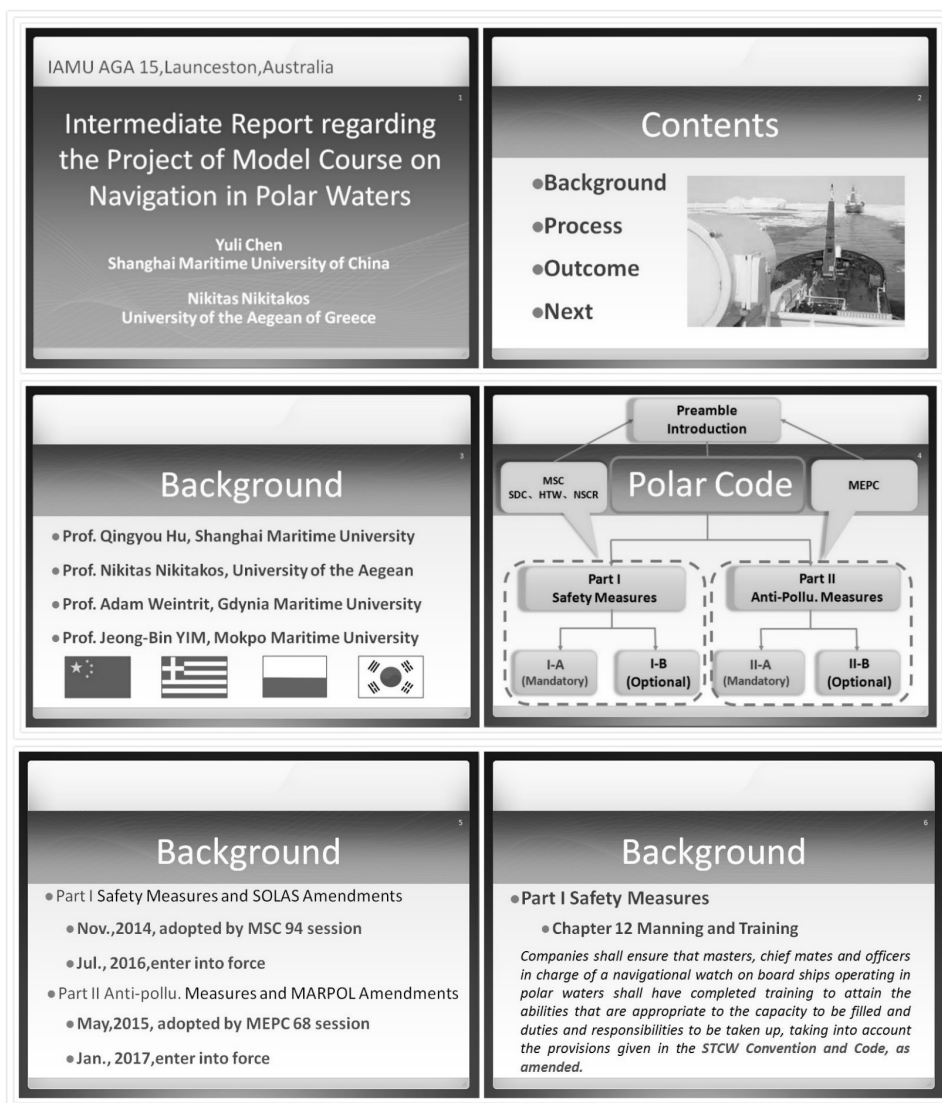 IAMU AGA 15,Launceston,Australia
1
Intermediate Report regarding
the Project of Model Course on
Navigation in Polar Waters
Yuli Chen
Shanghai Maritime University of China
Nikitas Nikitakos
University of the Aegean of Greece
2
Contents
●Background
●Process
●Outcome
●Next
3
Background
●Prof. Qingyou Hu, Shanghai Maritime University
●Prof. Nikitas Nikitakos, University of the Aegean
●Prof. Adam Weintrit, Gdynia Maritime University
●Prof. Jeong-Bin YIM, Mokpo Maritime University
Preamble
Introduction
4
MSC
SDC、HTW、NSCR
Polar Code
MEPC
Part I
Safety Measures
Part II
Anti-Pollu. Measures
I-A
(Mandatory)
I-B
(Optional)
II-A
(Mandatory)
II-B
(Optional)
5
Background
●Part I Safety Measures and SOLAS Amendments
●Nov.,2014, adopted by MSC 94 session
●Jul., 2016,enter into force
●Part II Anti-pollu. Measures and MARPOL Amendments
●May,2015, adopted by MEPC 68 session
●Jan., 2017,enter into force
6
Background
●Part I Safety Measures
●Chapter 12 Manning and Training
Companies shall ensure that masters, chief mates and officers
in charge of a navigational watch on board ships operating in
polar waters shall have completed training to attain the
abilities that are appropriate to the capacity to be filled and
duties and responsibilities to be taken up, taking into account
the provisions given in the STCW Convention and Code, as
amended.